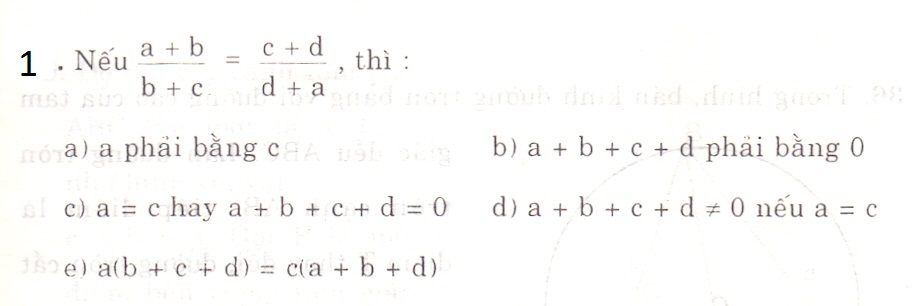 1 . Nếu a + b / b + c = c + d / d + a , thì :
a) a phải bằng c
b) a + b + c + d phải bằng 0
c) a = c hay a + b + c + d = 0
d) a + b + c + d ≠ 0 nếu a = c
e) a(b + c + d) = c(a + b + d)